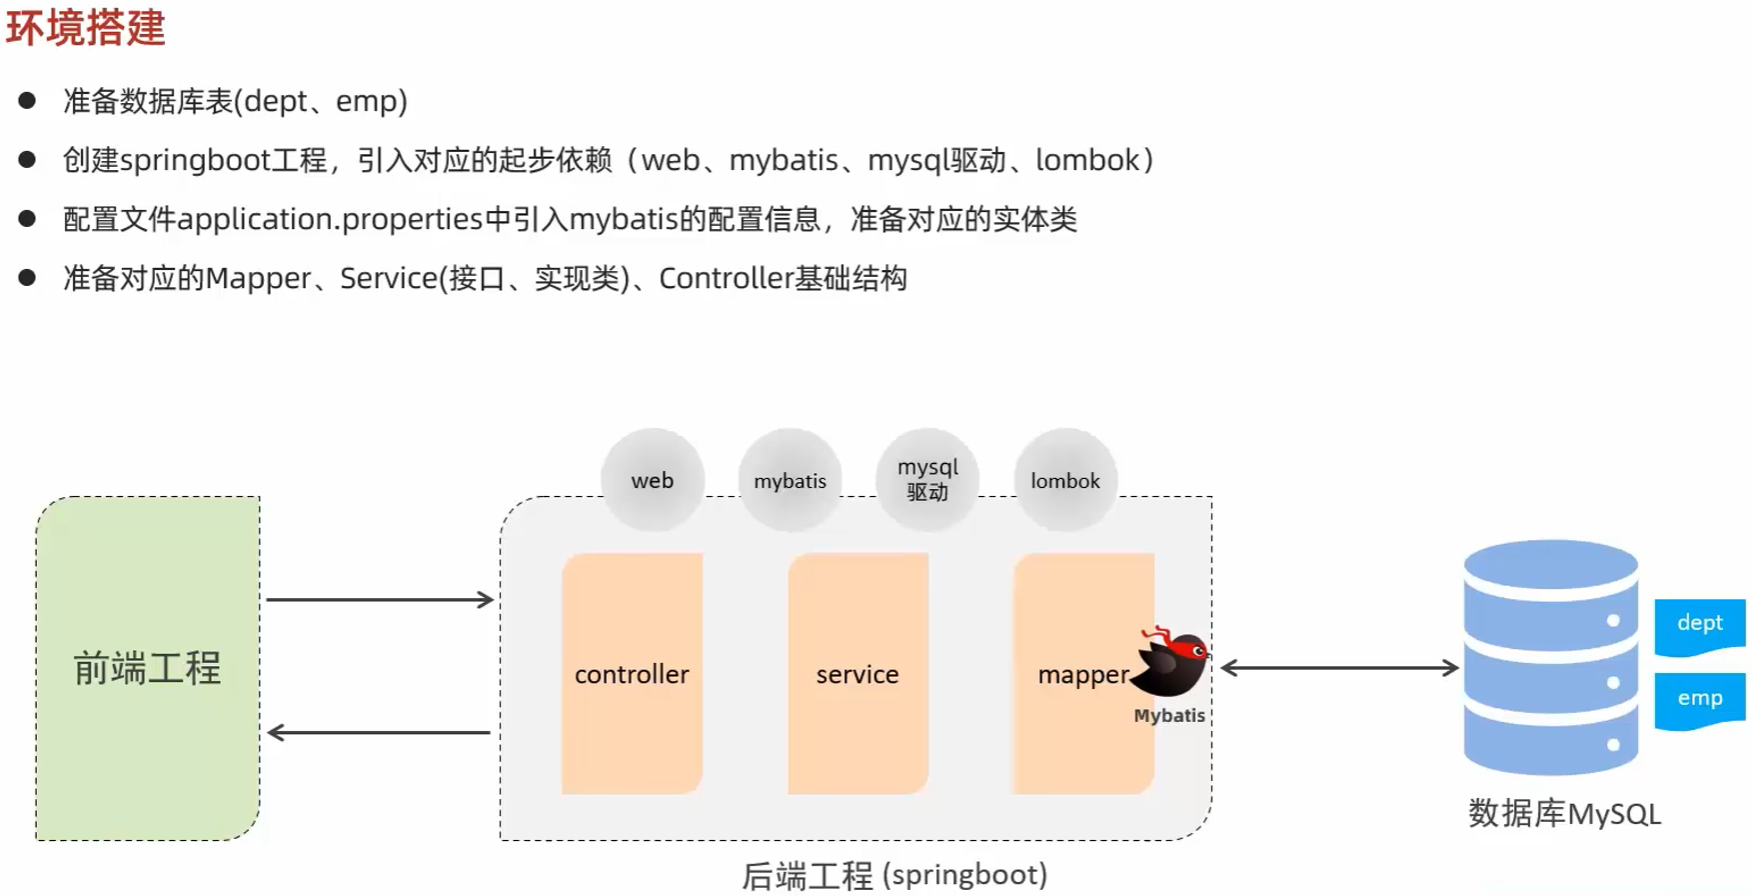 环境搭建
准备数据库表(dept、emp)
创建springboot工程，引入对应的起步依赖（web、mybatis、mysql驱动、lombok）
配置文件application.properties中引入mybatis的配置信息，准备对应的实体类
准备对应的Mapper、Service(接口、实现类)、Controller基础结构
web
mybatis
mysql
驱动
lombok
前端工程
controller
service
mapper
Mybatis
dept
emp
数据库MySQL
后端工程 (springboot)